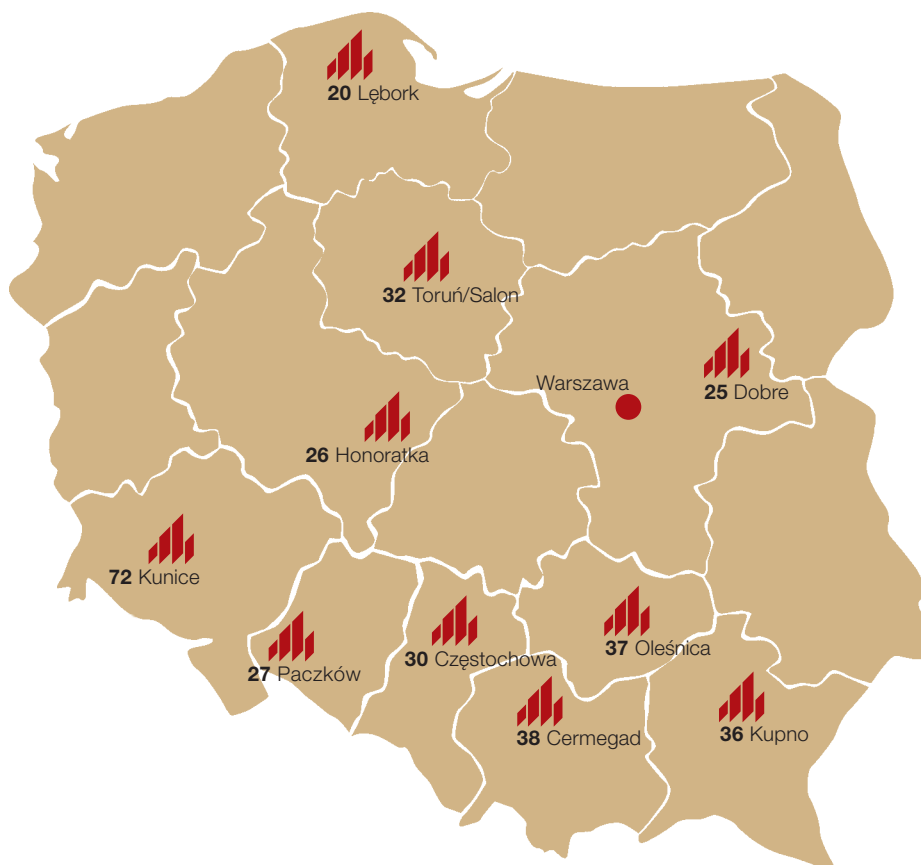 20 Lębork
32 Toruń/Salon
Warszawa
25 Dobre
26 Honoratka
72 Kunice
37 Oleśnica
30 Częstochowa
27 Paczków
38 Cermegad
36 Kupno